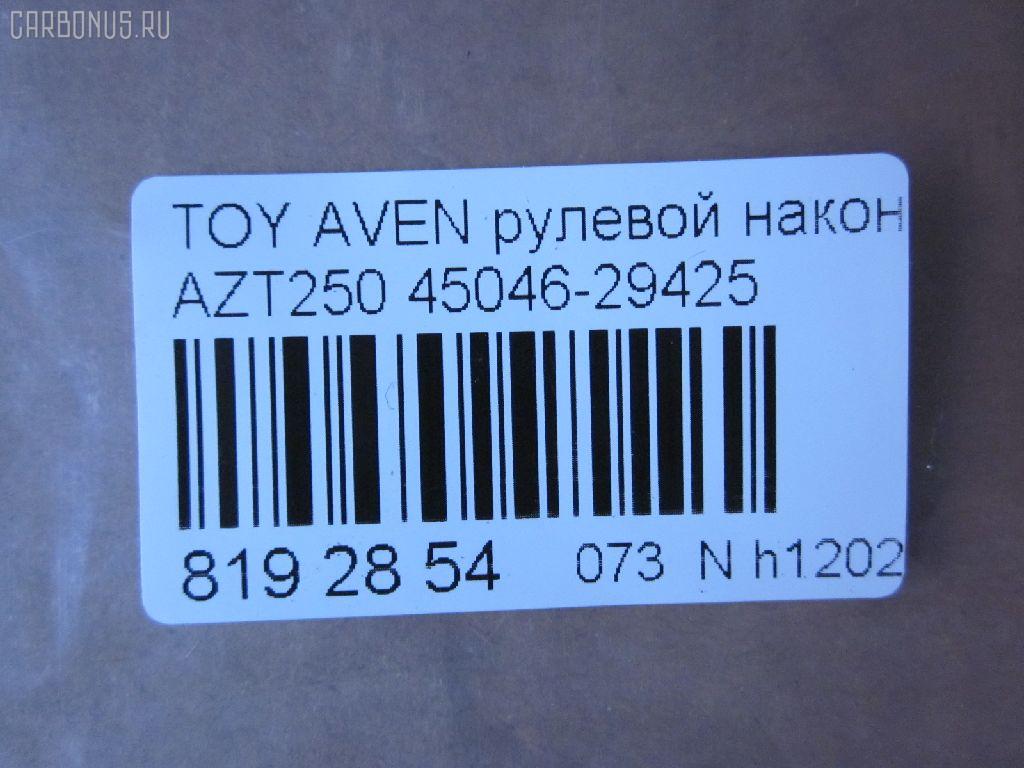 CARBONUS.RU
TOY AVEN рулевой након
AZT250 45046-29425
819 28 54 073 N h1202